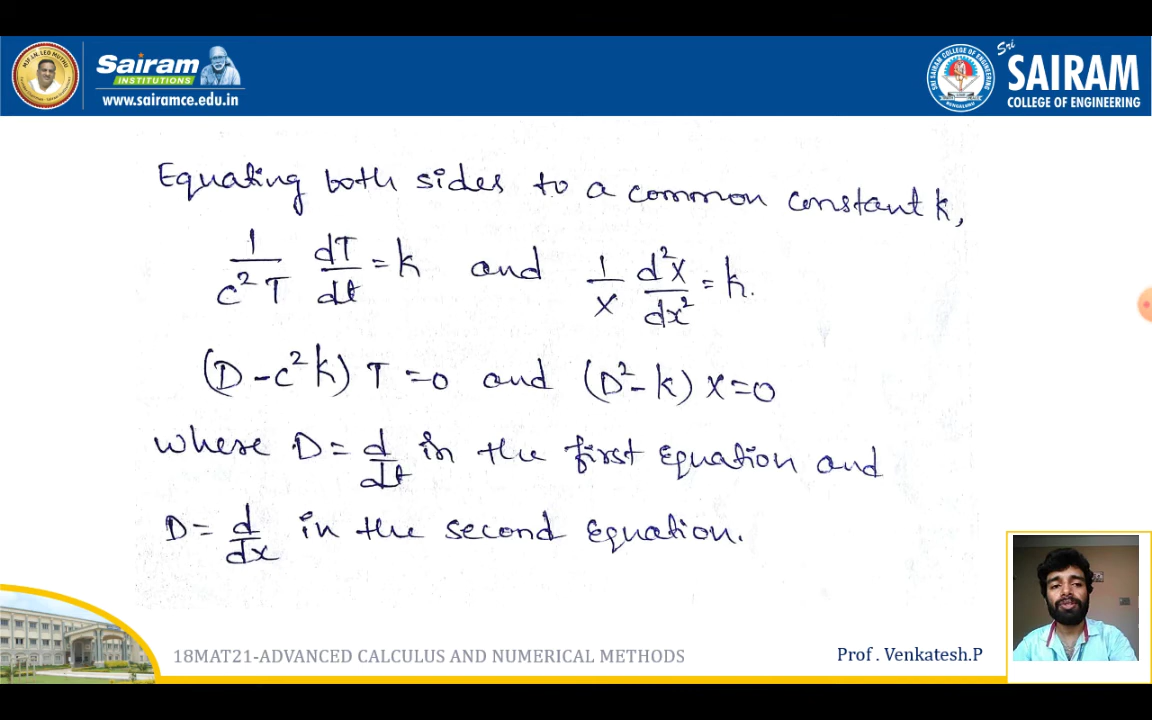 Sairam
INSTITUTIONS
www.sairamce.edu.in
Sri
SAIRAM
COLLEGE OF ENGINEERING
Equating both sides to a common constant k,
1/(c² T) dT/dt = k and 1/X d²X/dx² = k.
(D - c² k) T = 0 and (D² - k) X = 0
where D = d/dt in the first Equation and
D = d/dx in the second Equation.
18MAT21-ADVANCED CALCULUS AND NUMERICAL METHODS
Prof . Venkatesh.P